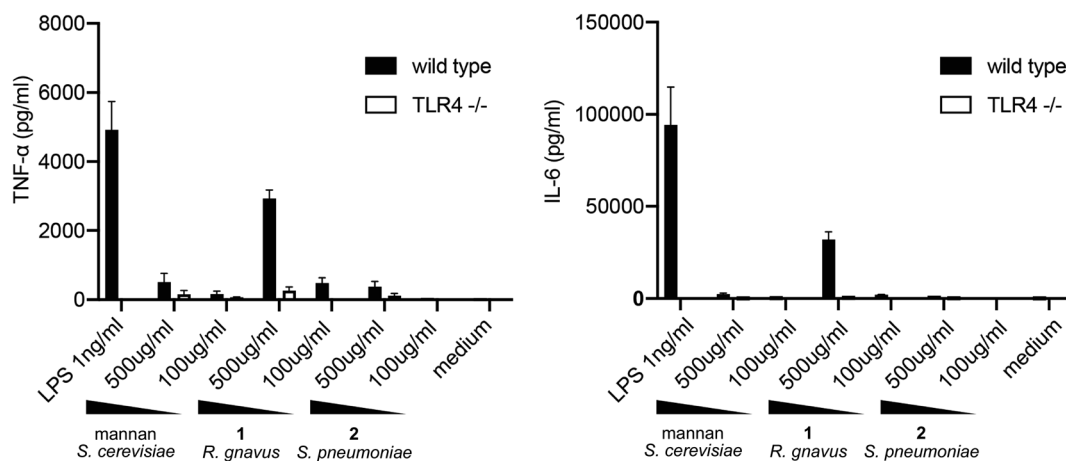 8000
6000
4000
2000
0
TNF-α (pg/ml)
wild type
TLR4 -/-
LPS 1ng/ml
500ug/ml
100ug/ml
500ug/ml
100ug/ml
500ug/ml
100ug/ml
medium
mannan
S. cerevisiae
1
R. gnavus
2
S. pneumoniae
150000
100000
50000
0
IL-6 (pg/ml)
wild type
TLR4 -/-
LPS 1ng/ml
500ug/ml
100ug/ml
500ug/ml
100ug/ml
500ug/ml
100ug/ml
medium
mannan
S. cerevisiae
1
R. gnavus
2
S. pneumoniae